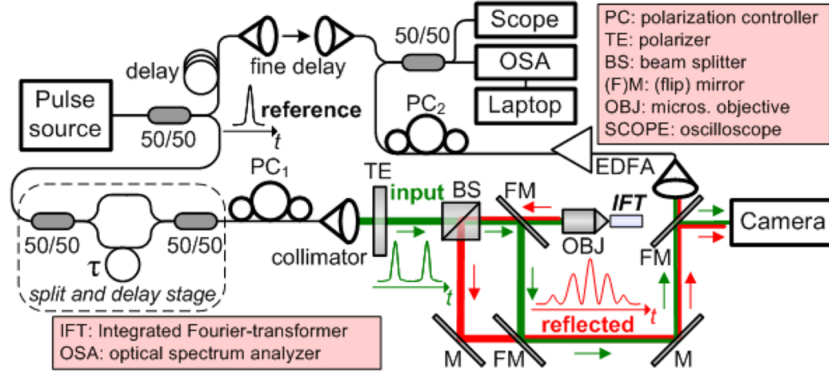 Scope
PC: polarization controller
TE: polarizer
BS: beam splitter
(F)M: (flip) mirror
OBJ: micros. objective
SCOPE: oscilloscope
50/50
delay
fine delay
OSA
Pulse
source
Laptop
reference
t
50/50
PC2
EDFA
PC1
TE
input
BS
FM
IFT
OBJ
Camera
FM
50/50
50/50
τ
collimator
split and delay stage
t
reflected
t
IFT: Integrated Fourier-transformer
OSA: optical spectrum analyzer
M
FM
M